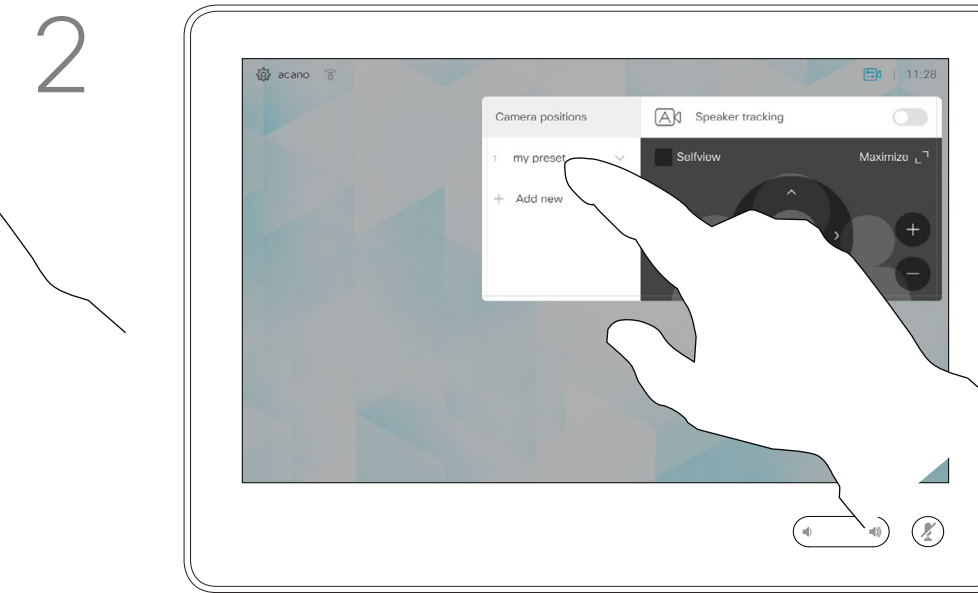 2
acano
11:28
Camera positions
Speaker tracking
1 my preset
Selfview
Maximize
+ Add new